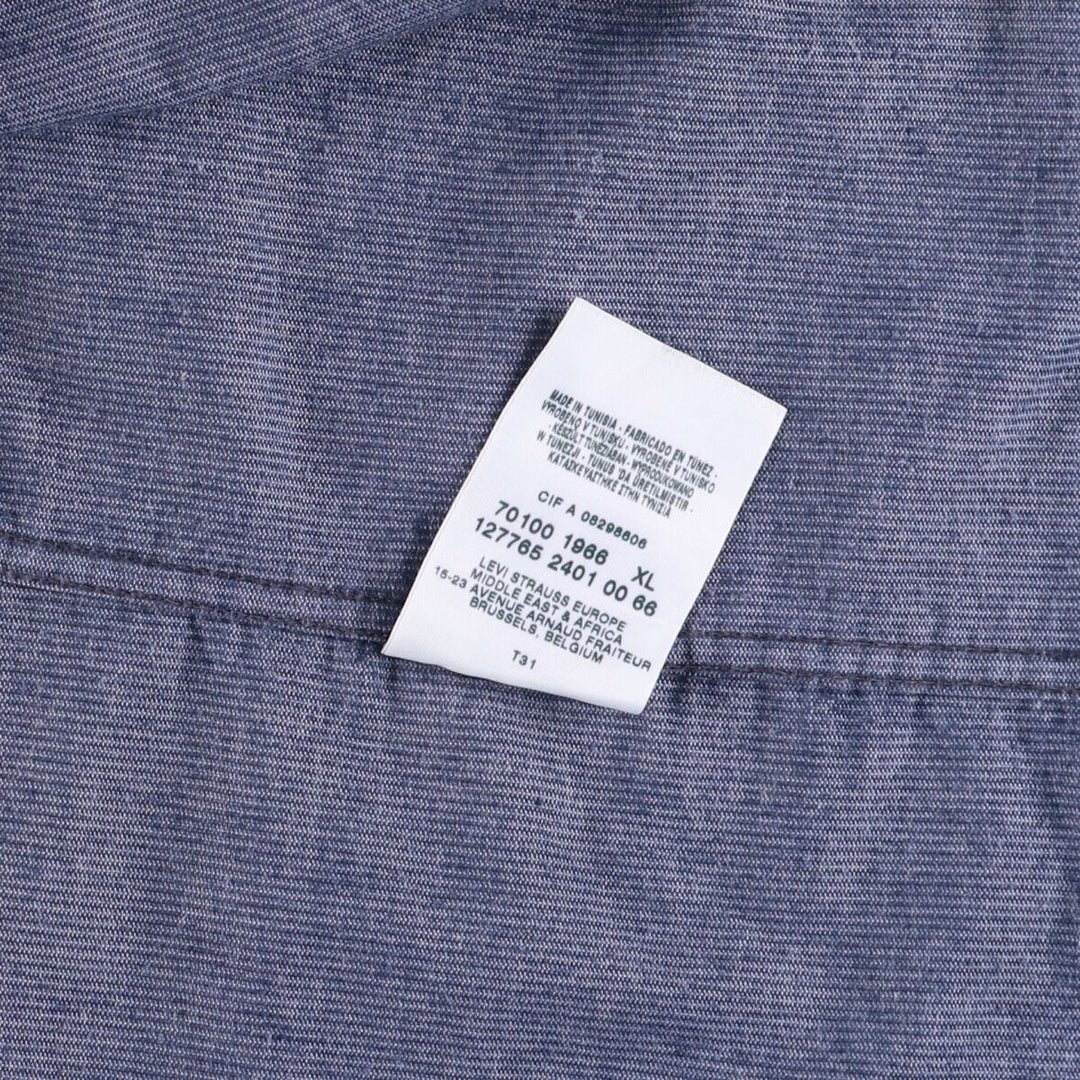 MADE IN TUNISIA . FABRICADO EN TÚNEZ .
VYROBENO V TUNISKU . VYROBENÉ V TUNISKO
. KÉSZÜLT TUNÉZIÁBAN . WYPRODUKOWANO
W TUNEZJI . TUNUS 'DA ÜRETILMIŞTIR .
ΚΑΤΑΣΚΕΥΑΣΤΗΚΕ ΣΤΗΝ ΤΥΝΙΣΙΑ
CIF A 08298808
70100 1966 XL
127765 2401 00 66
LEVI STRAUSS EUROPE
MIDDLE EAST & AFRICA
15-23 AVENUE ARNAUD FRAITEUR
BRUSSELS, BELGIUM
T31